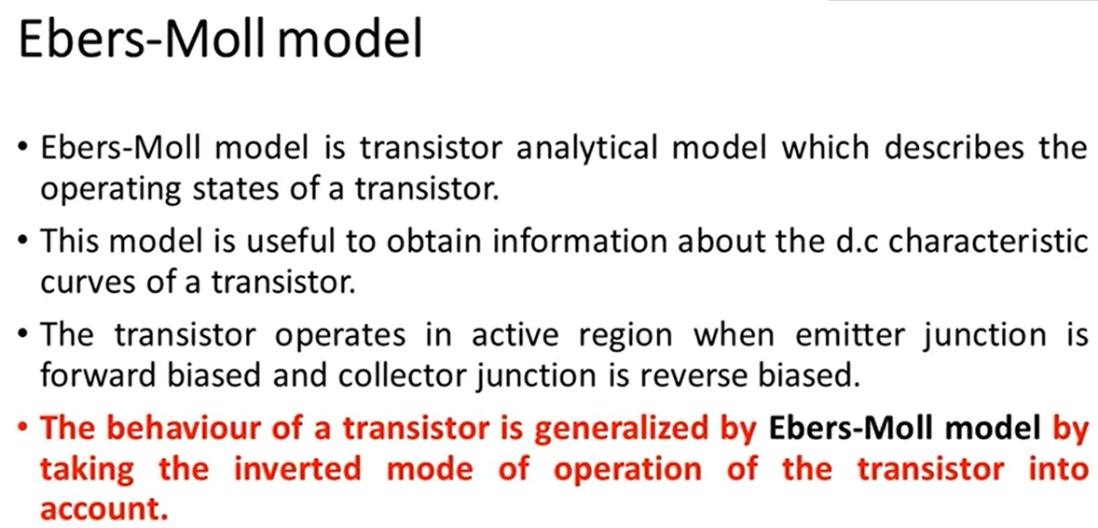 Ebers-Moll model
• Ebers-Moll model is transistor analytical model which describes the
operating states of a transistor.
• This model is useful to obtain information about the d.c characteristic
curves of a transistor.
• The transistor operates in active region when emitter junction is
forward biased and collector junction is reverse biased.
• The behaviour of a transistor is generalized by Ebers-Moll model by
taking the inverted mode of operation of the transistor into
account.